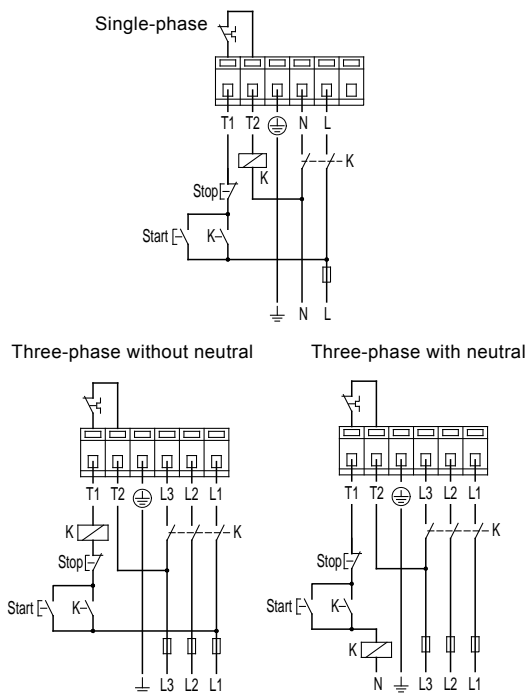 Single-phase
T1 T2 N L
K
K
Stop
Start K
N L
Three-phase without neutral
Three-phase with neutral
T1 T2 L3 L2 L1
K
K
Stop
Start K
L3 L2 L1
T1 T2 L3 L2 L1
K
Stop
Start K
K
N L3 L2 L1